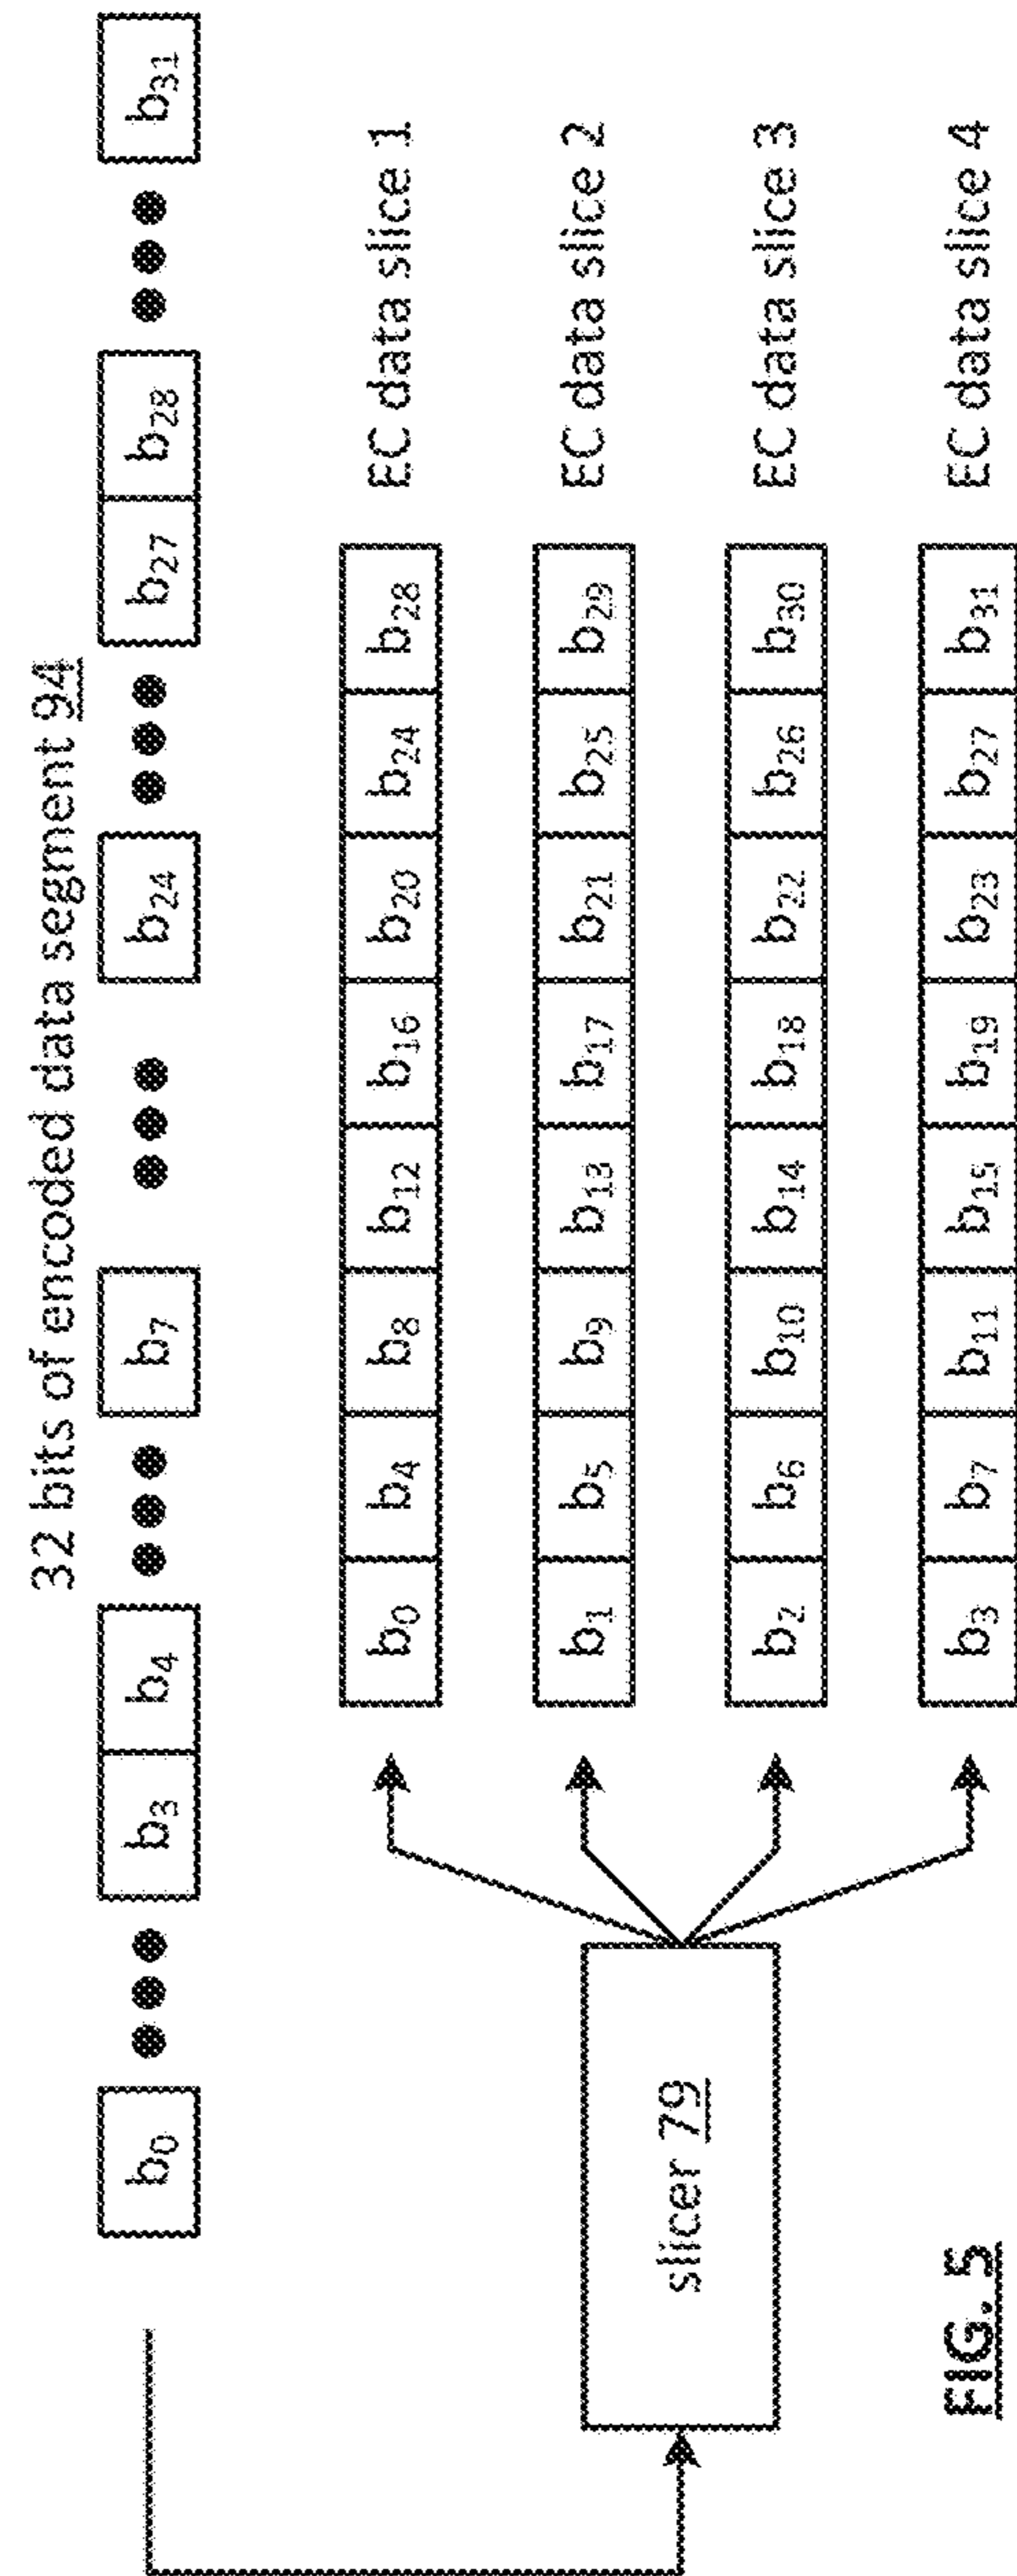 32 bits of encoded data segment 94
b0 b3 b4 b7 b24 b27 b28 b31
b0 b4 b8 b12 b16 b20 b24 b28 EC data slice 1
b1 b5 b9 b13 b17 b21 b25 b29 EC data slice 2
slicer 79
b2 b6 b10 b14 b18 b22 b26 b30 EC data slice 3
b3 b7 b11 b15 b19 b23 b27 b31 EC data slice 4
FIG. 5